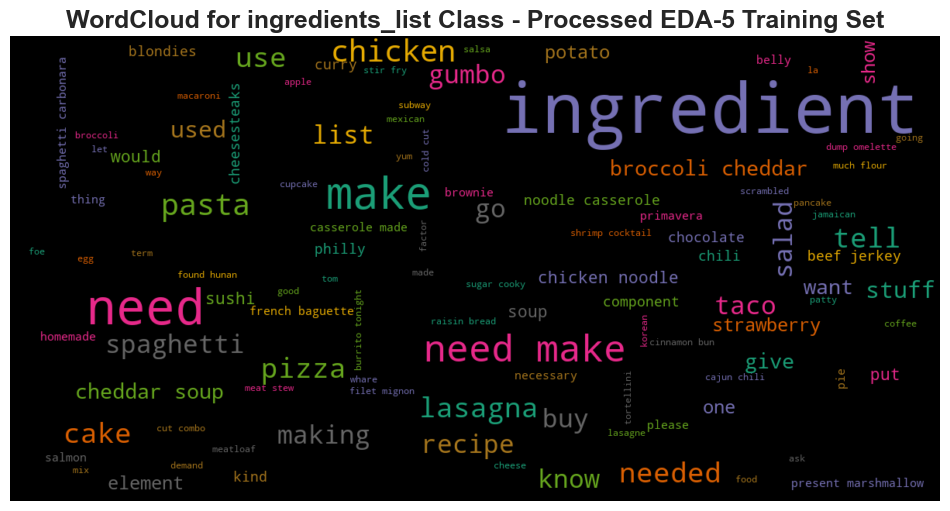 WordCloud for ingredients_list Class - Processed EDA-5 Training Set
blondies
use
chicken
salsa
potato
belly
show
curry
stir fry
gumbo
la
apple
ingredient
spaghetti carbonara
macaroni
cheesesteaks
subway
mexican
used
list
cold cut
going
broccoli
let
would
way
yum
dump omelette
much flour
broccoli cheddar
thing
cupcake
make
brownie
scrambled
pasta
go
noodle casserole
pancake
primavera
jamaican
salad
casserole made
factor
shrimp cocktail
chocolate
tell
foe
egg
term
philly
chili
beef jerkey
found hunan
tom
made
chicken noodle
sugar cooky
want
stuff
need
sushi
good
french baguette
burrito tonight
component
taco
patty
soup
raisin bread
korean
strawberry
coffee
homemade
spaghetti
need make
cinnamon bun
pizza
give
necessary
cheddar soup
meat stew
whare
filet mignon
tortellini
cajun chili
pie
put
lasagna
buy
one
cake
cut combo
making
please
lasagne
recipe
salmon
meatloaf
mix
demand
cheese
ask
element
kind
know
needed
food
present marshmallow